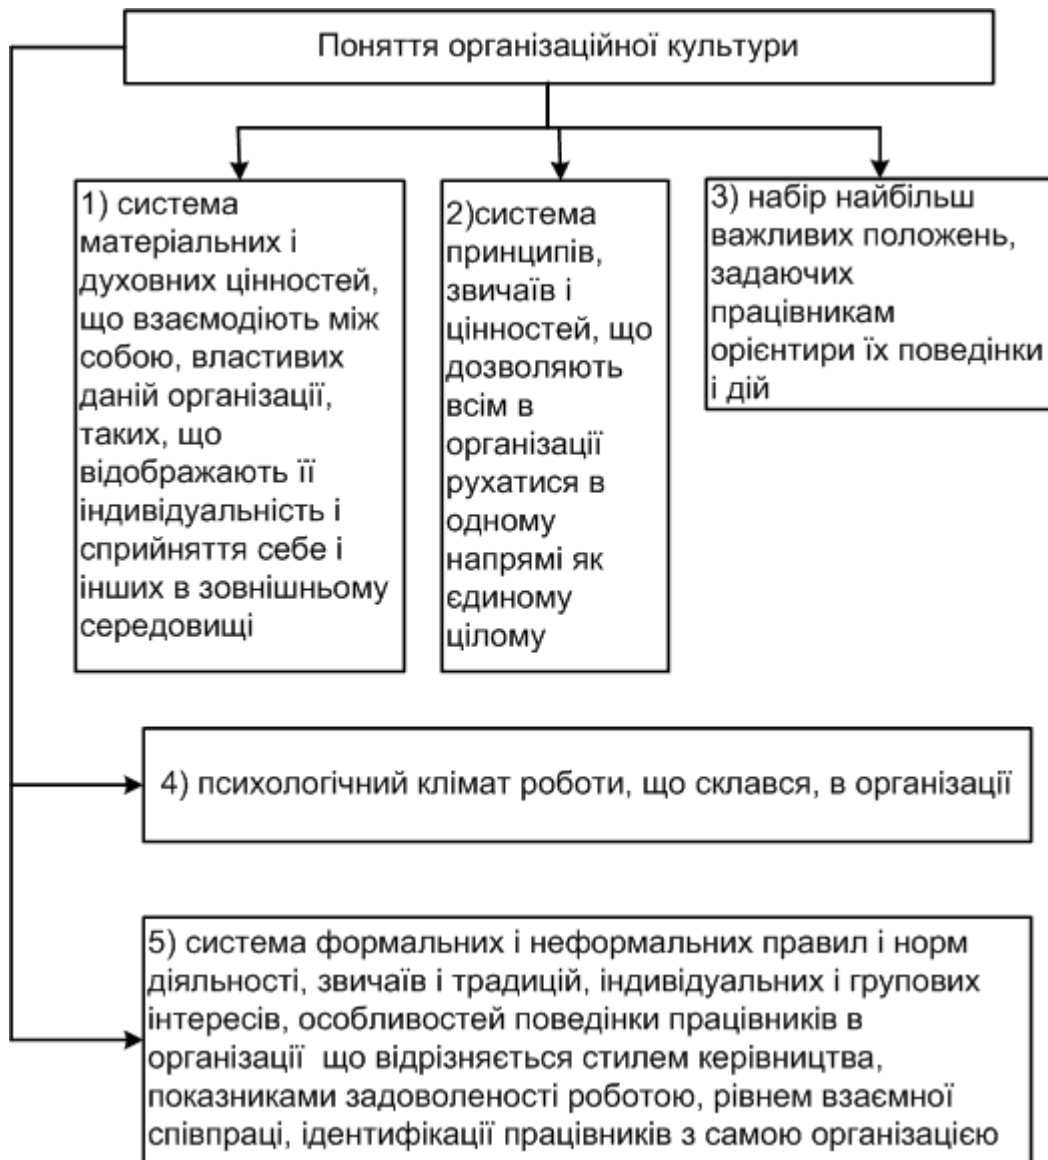 Поняття організаційної культури
1) система
матеріальних і
духовних цінностей,
що взаємодіють між
собою, властивих
даній організації,
таких, що
відображають її
індивідуальність і
сприйняття себе і
інших в зовнішньому
середовищі
2)система
принципів,
звичаїв і
цінностей, що
дозволяють
всім в
організації
рухатися в
одному
напрямі як
єдиному
цілому
3) набір найбільш
важливих положень,
задаючих
працівникам
орієнтири їх поведінки
і дій
4) психологічний клімат роботи, що склався, в організації
5) система формальних і неформальних правил і норм
діяльності, звичаїв і традицій, індивідуальних і групових
інтересів, особливостей поведінки працівників в
організації  що відрізняється стилем керівництва,
показниками задоволеності роботою, рівнем взаємної
співпраці, ідентифікації працівників з самою організацією